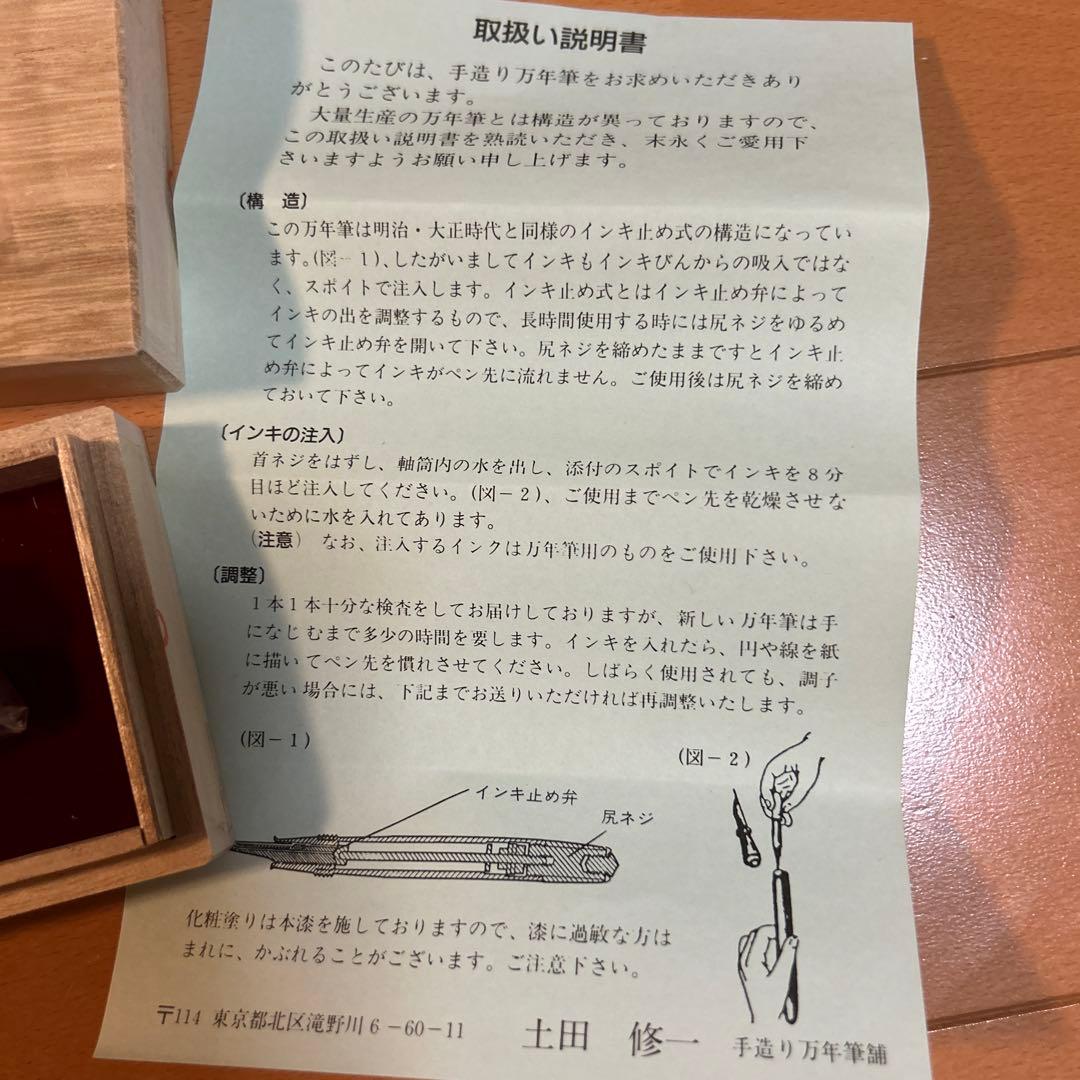 取扱い説明書
このたびは、手造り万年筆をお求めいただきあり
がとうございます。
大量生産の万年筆とは構造が異っておりますので、
この取扱い説明書を熟読いただき、末永くご愛用下
さいますようお願い申し上げます。
〔構 造〕
この万年筆は明治・大正時代と同様のインキ止め式の構造になってい
ます。(図－1)、したがいましてインキもインキびんからの吸入ではな
く、スポイトで注入します。インキ止め式とはインキ止め弁によって
インキの出を調整するもので、長時間使用する時には尻ネジをゆるめ
てインキ止め弁を開いて下さい。尻ネジを締めたままですとインキ止
め弁によってインキがペン先に流れません。ご使用後は尻ネジを締め
ておいて下さい。
〔インキの注入〕
首ネジをはずし、軸筒内の水を出し、添付のスポイトでインキを8分
目ほど注入してください。(図－2)、ご使用までペン先を乾燥させな
いために水を入れてあります。
(注意) なお、注入するインクは万年筆用のものをご使用下さい。
〔調整〕
1本1本十分な検査をしてお届けしておりますが、新しい万年筆は手
になじむまで多少の時間を要します。インキを入れたら、円や線を紙
に描いてペン先を慣れさせてください。しばらく使用されても、調子
が悪い場合には、下記までお送りいただければ再調整いたします。
(図－1)
(図－2)
インキ止め弁
尻ネジ
化粧塗りは本漆を施しておりますので、漆に過敏な方は
まれに、かぶれることがございます。ご注意下さい。
〒114 東京都北区滝野川6－60－11 土田 修一 手造り万年筆舗